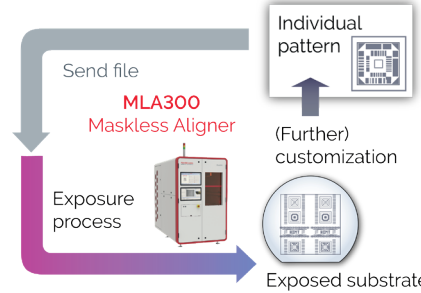 Individual
pattern
Send file
MLA300
Maskless Aligner
(Further)
customization
Exposure
process
Exposed substrate